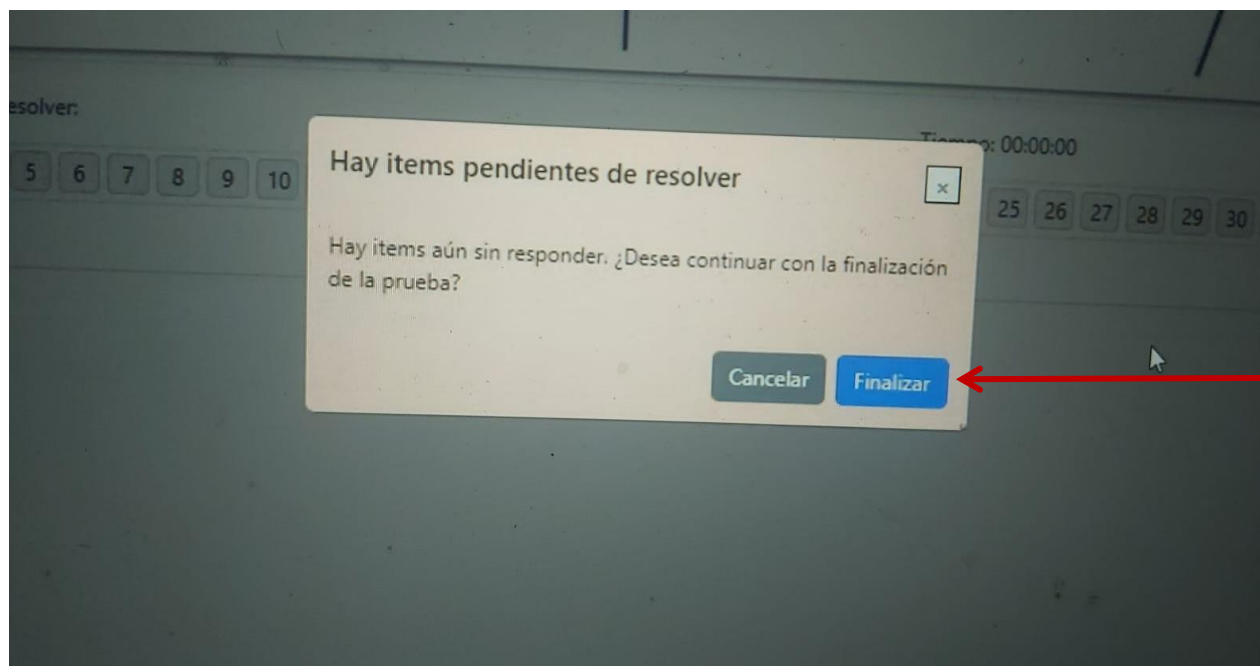 esolver:
Tiempo: 00:00:00
5 6 7 8 9 10
25 26 27 28 29 30
Hay items pendientes de resolver
×
Hay items aún sin responder. ¿Desea continuar con la finalización
de la prueba?
Cancelar
Finalizar